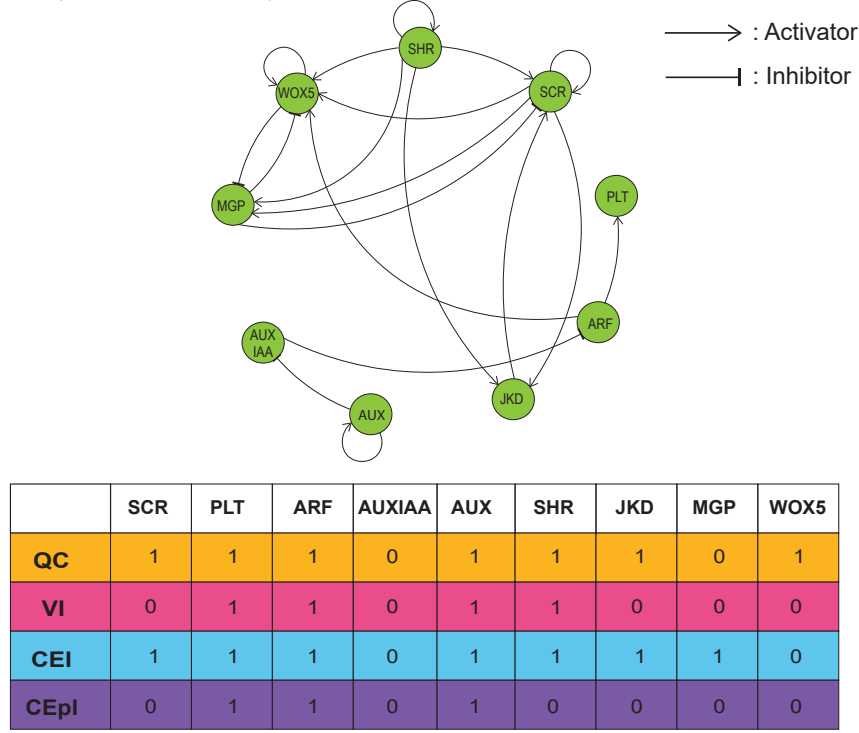 SHR
: Activator
: Inhibitor
WOX5
SCR
MGP
PLT
ARF
AUX
IAA
JKD
AUX
SCR PLT ARF AUXIAA AUX SHR JKD MGP WOX5
QC 1 1 1 0 1 1 1 0 1
VI 0 1 1 0 1 1 0 0 0
CEI 1 1 1 0 1 1 1 1 0
CEpI 0 1 1 0 1 0 0 0 0